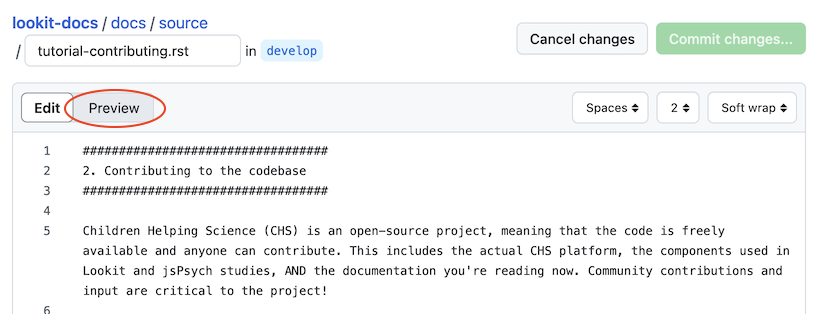 lookit-docs / docs / source
/ tutorial-contributing.rst in develop
Cancel changes
Commit changes...
Edit
Preview
Spaces
2
Soft wrap
1 ##################################
2 2. Contributing to the codebase
3 ##################################
4
5 Children Helping Science (CHS) is an open-source project, meaning that the code is freely
available and anyone can contribute. This includes the actual CHS platform, the components used in
Lookit and jsPsych studies, AND the documentation you're reading now. Community contributions and
input are critical to the project!
6